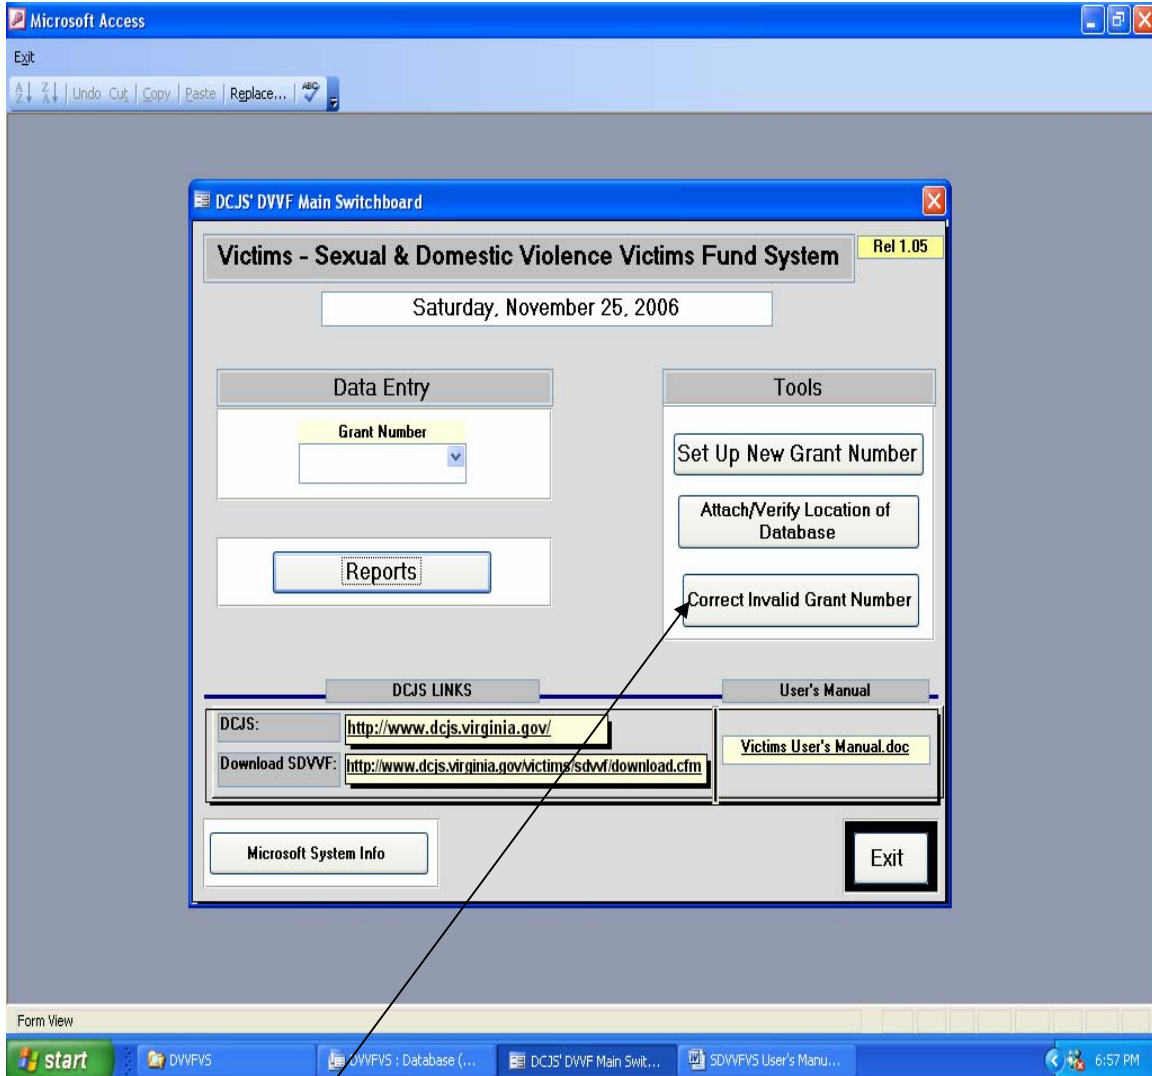 Microsoft Access
Exit
Undo Cut Copy Paste Replace... ABC
DCJS' DVVF Main Switchboard
Victims - Sexual & Domestic Violence Victims Fund System
Rel 1.05
Saturday, November 25, 2006
Data Entry
Grant Number
Reports
Tools
Set Up New Grant Number
Attach/Verify Location of
Database
Correct Invalid Grant Number
DCJS LINKS
DCJS:
http://www.dcjs.virginia.gov/
Download SDVVF:
http://www.dcjs.virginia.gov/victims/sdvvf/download.cfm
User's Manual
Victims User's Manual.doc
Microsoft System Info
Exit
Form View
start
DVVFVS
DVVFVS : Database (...
DCJS' DVVF Main Swit...
SDVVFVS User's Manu...
6:57 PM